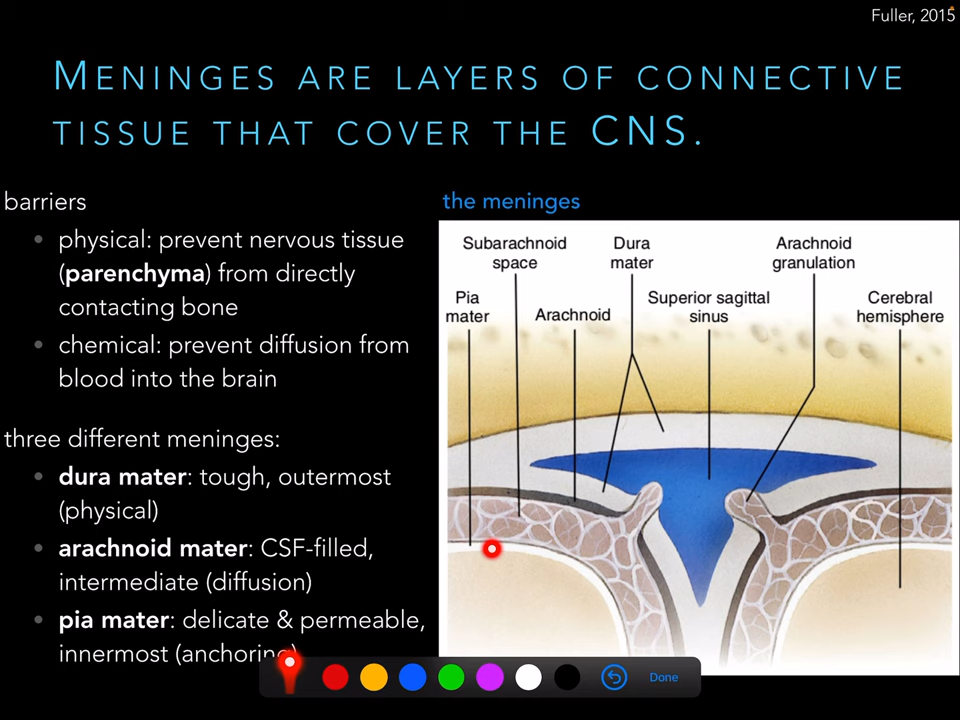 Fuller, 2015
MENINGES ARE LAYERS OF CONNECTIVE
TISSUE THAT COVER THE CNS.
barriers
• physical: prevent nervous tissue
(parenchyma) from directly
contacting bone
• chemical: prevent diffusion from
blood into the brain
three different meninges:
• dura mater: tough, outermost
(physical)
• arachnoid mater: CSF-filled,
intermediate (diffusion)
• pia mater: delicate & permeable,
innermost (anchoring)
the meninges
Subarachnoid
space
Dura
mater
Arachnoid
granulation
Pia
mater
Arachnoid
Superior sagittal
sinus
Cerebral
hemisphere
Done